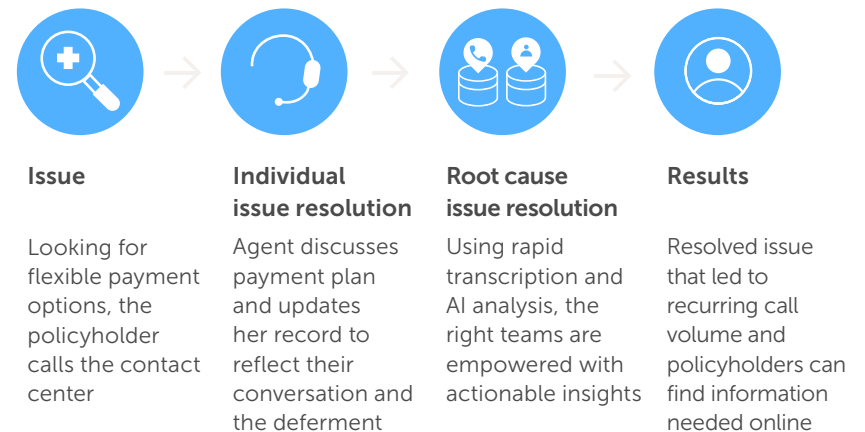 Issue
Looking for
flexible payment
options, the
policyholder
calls the contact
center
Individual
issue resolution
Agent discusses
payment plan
and updates
her record to
reflect their
conversation and
the deferment
Root cause
issue resolution
Using rapid
transcription and
AI analysis, the
right teams are
empowered with
actionable insights
Results
Resolved issue
that led to
recurring call
volume and
policyholders can
find information
needed online